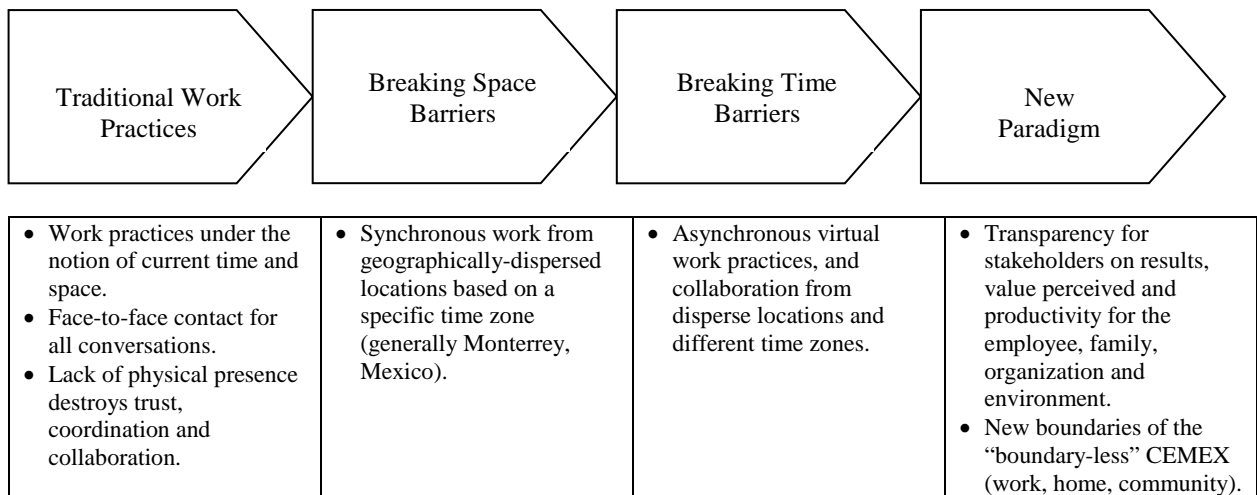 Traditional Work
Practices
Breaking Space
Barriers
Breaking Time
Barriers
New
Paradigm
• Work practices under the
notion of current time and
space.
• Face-to-face contact for
all conversations.
• Lack of physical presence
destroys trust,
coordination and
collaboration.
• Synchronous work from
geographically-dispersed
locations based on a
specific time zone
(generally Monterrey,
Mexico).
• Asynchronous virtual
work practices, and
collaboration from
disperse locations and
different time zones.
• Transparency for
stakeholders on results,
value perceived and
productivity for the
employee, family,
organization and
environment.
• New boundaries of the
“boundary-less” CEMEX
(work, home, community).